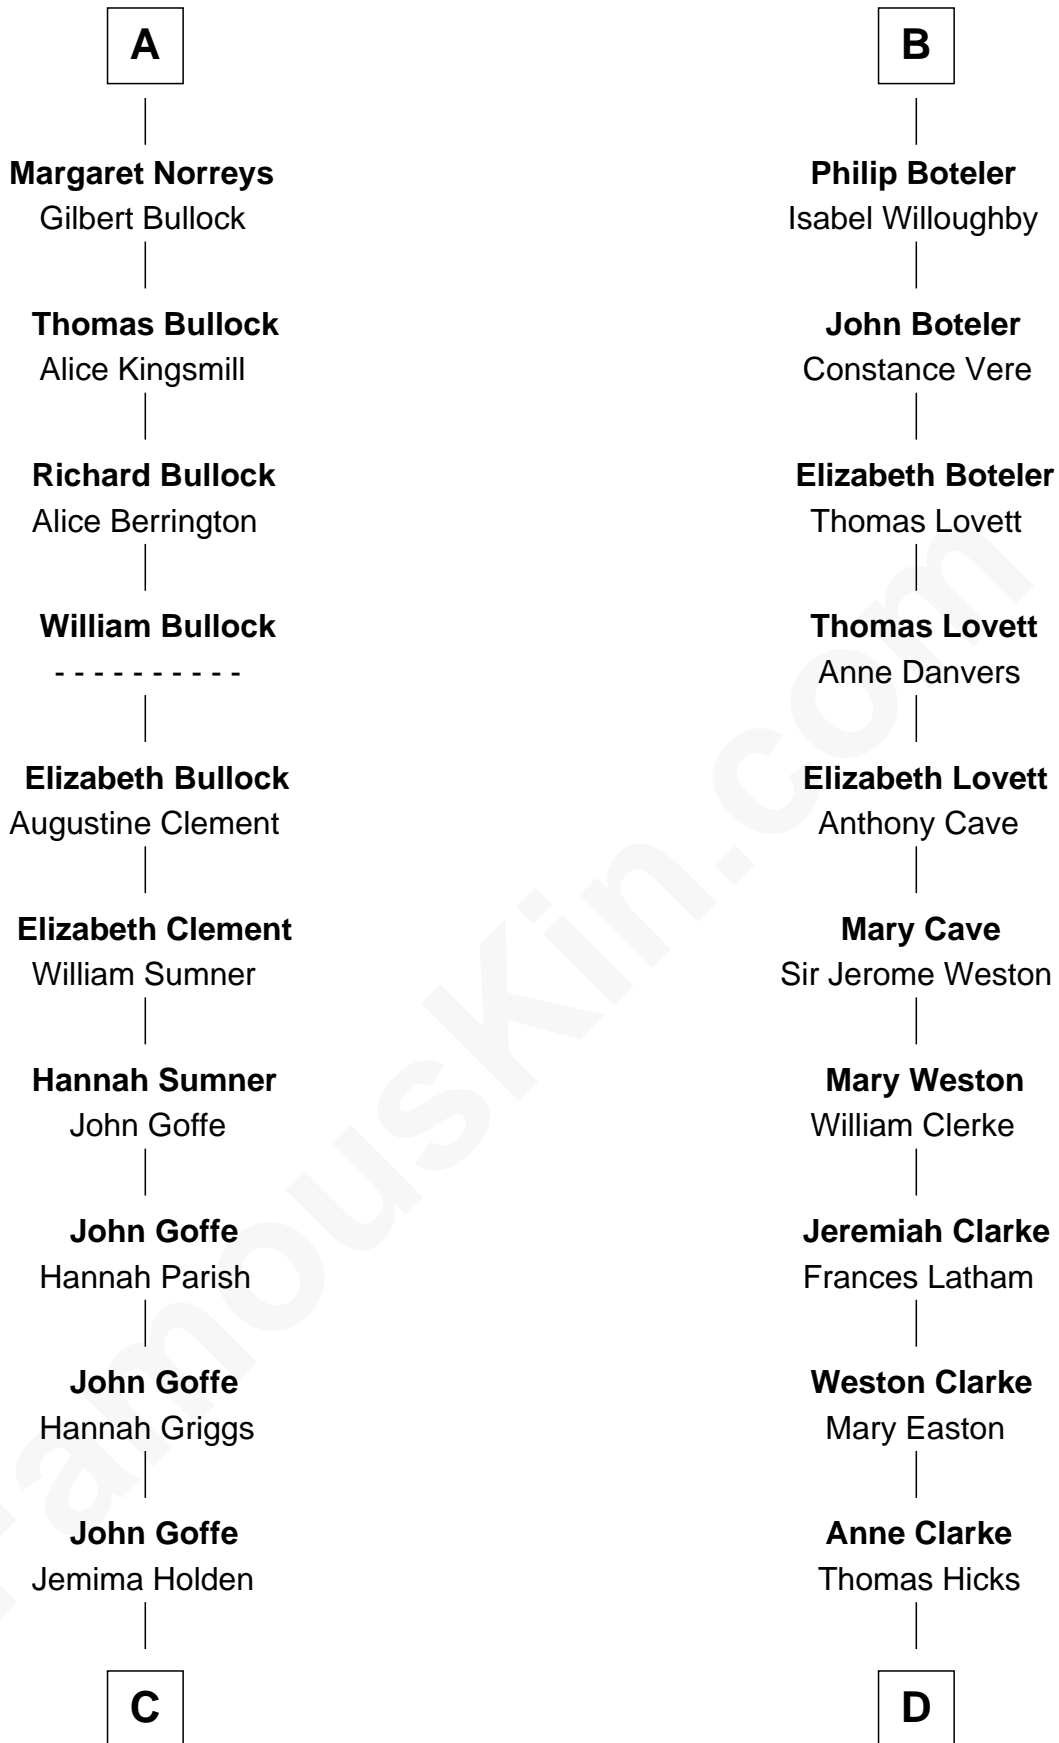 A
Margaret Norreys
Gilbert Bullock
Thomas Bullock
Alice Kingsmill
Richard Bullock
Alice Berrington
William Bullock
- - - - - - - - - -
Elizabeth Bullock
Augustine Clement
Elizabeth Clement
William Sumner
Hannah Sumner
John Goffe
John Goffe
Hannah Parish
John Goffe
Hannah Griggs
John Goffe
Jemima Holden
C
B
Philip Boteler
Isabel Willoughby
John Boteler
Constance Vere
Elizabeth Boteler
Thomas Lovett
Thomas Lovett
Anne Danvers
Elizabeth Lovett
Anthony Cave
Mary Cave
Sir Jerome Weston
Mary Weston
William Clerke
Jeremiah Clarke
Frances Latham
Weston Clarke
Mary Easton
Anne Clarke
Thomas Hicks
D
FamousKin.com